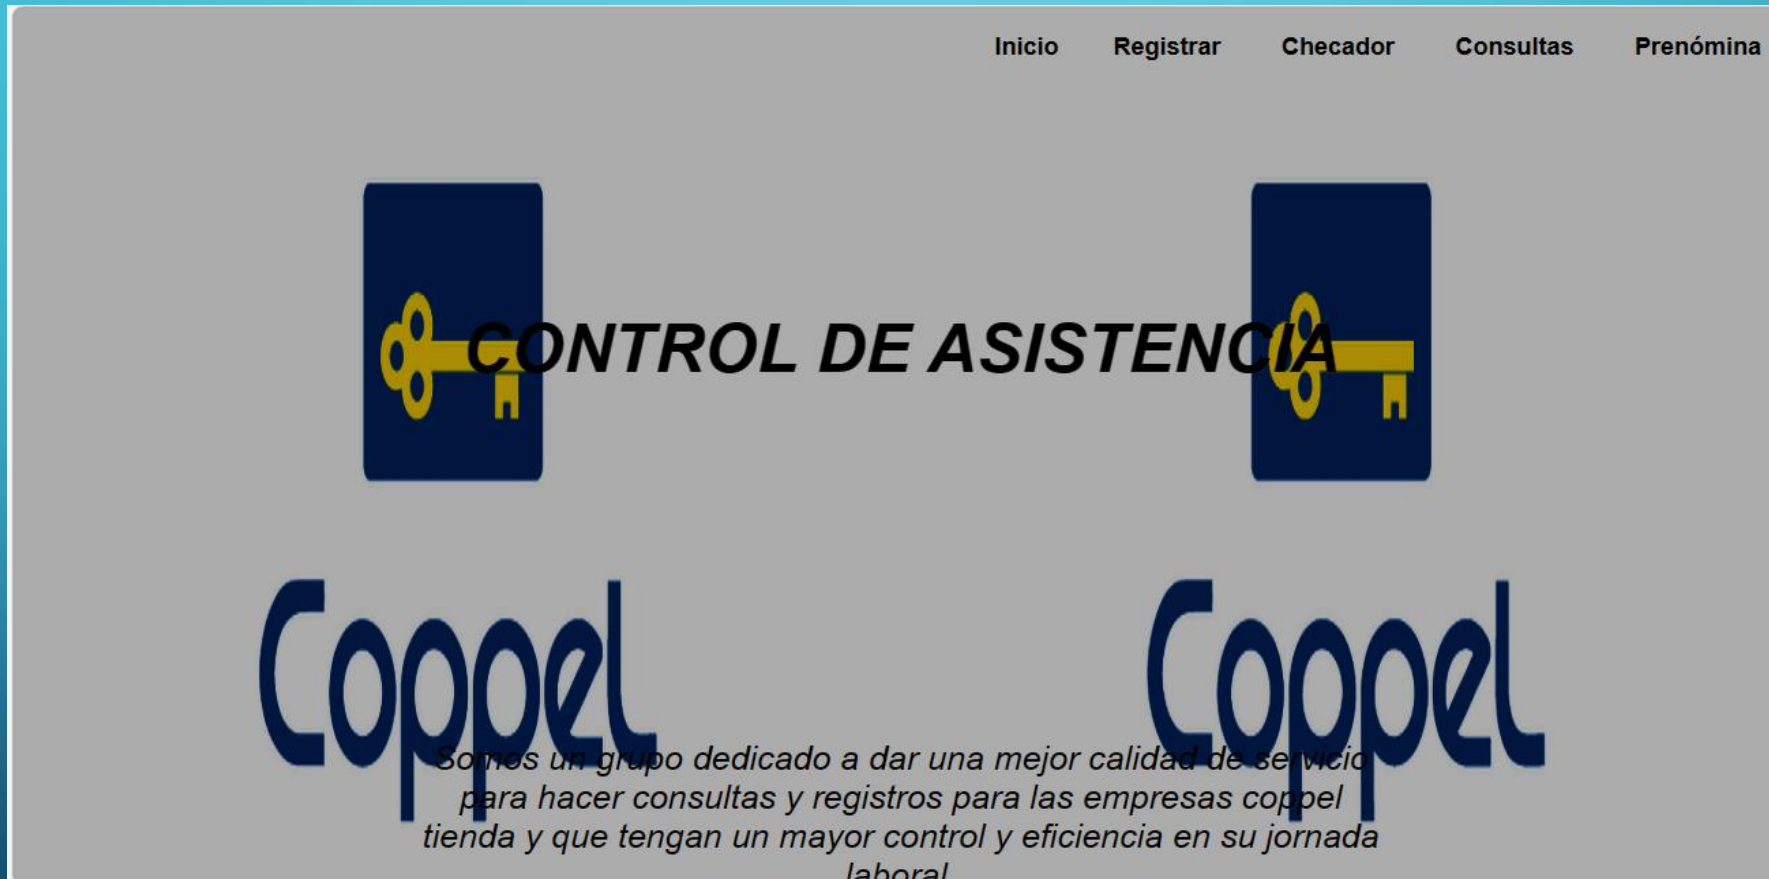 Inicio Registrar Checador Consultas Prenómina
CONTROL DE ASISTENCIA
Coppel Coppel
Somos un grupo dedicado a dar una mejor calidad de servicio
para hacer consultas y registros para las empresas coppel
tienda y que tengan un mayor control y eficiencia en su jornada
laboral